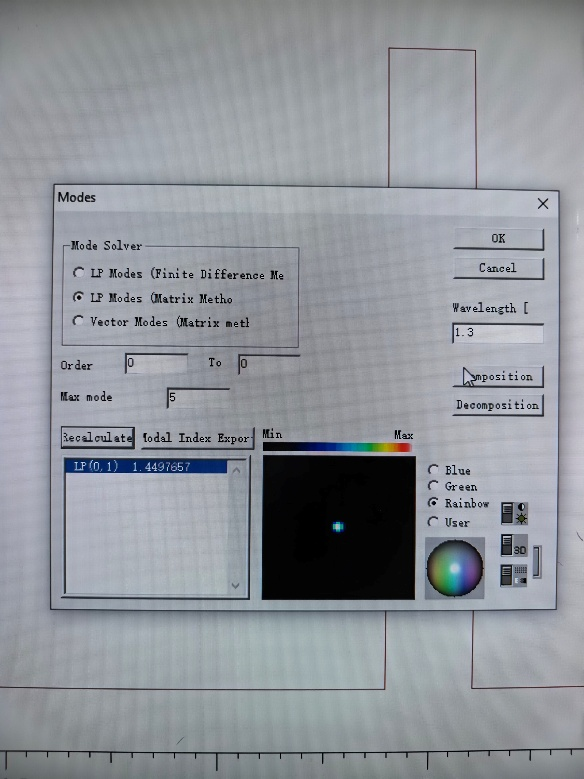 Modes
Mode Solver
LP Modes (Finite Difference Me
LP Modes (Matrix Metho
Vector Modes (Matrix meth
Order 0 To 0
Max mode 5
OK
Cancel
Wavelength [
1.3
mposition
Decomposition
Recalculate
Modal Index Expor
LP(0,1) 1.4497657
Min Max
Blue
Green
Rainbow
User
3D